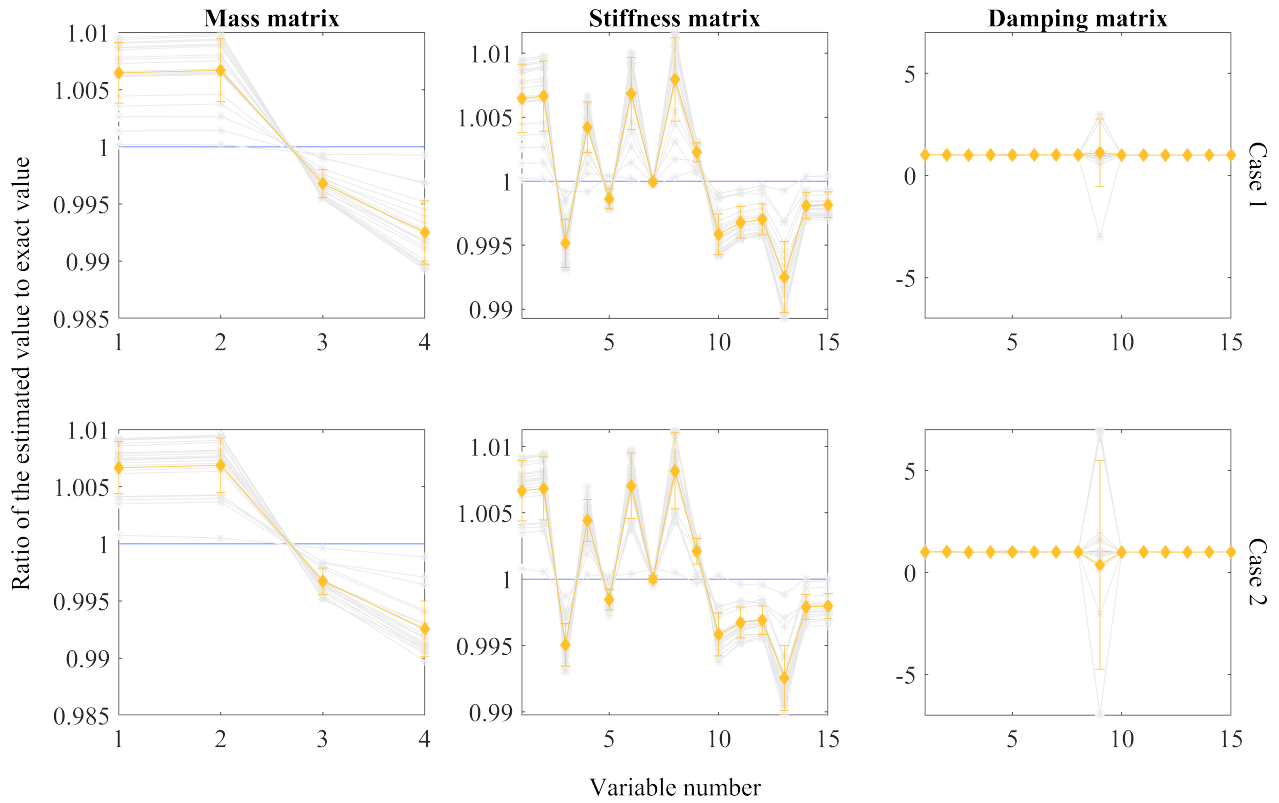 Mass matrix
Stiffness matrix
Damping matrix
Ratio of the estimated value to exact value
1.01
1.005
1
0.995
0.99
0.985
1 2 3 4
1.01
1.005
1
0.995
0.99
5 10 15
5
0
-5
5 10 15
Case 1
1.01
1.005
1
0.995
0.99
0.985
1 2 3 4
1.01
1.005
1
0.995
0.99
5 10 15
5
0
-5
5 10 15
Case 2
Variable number